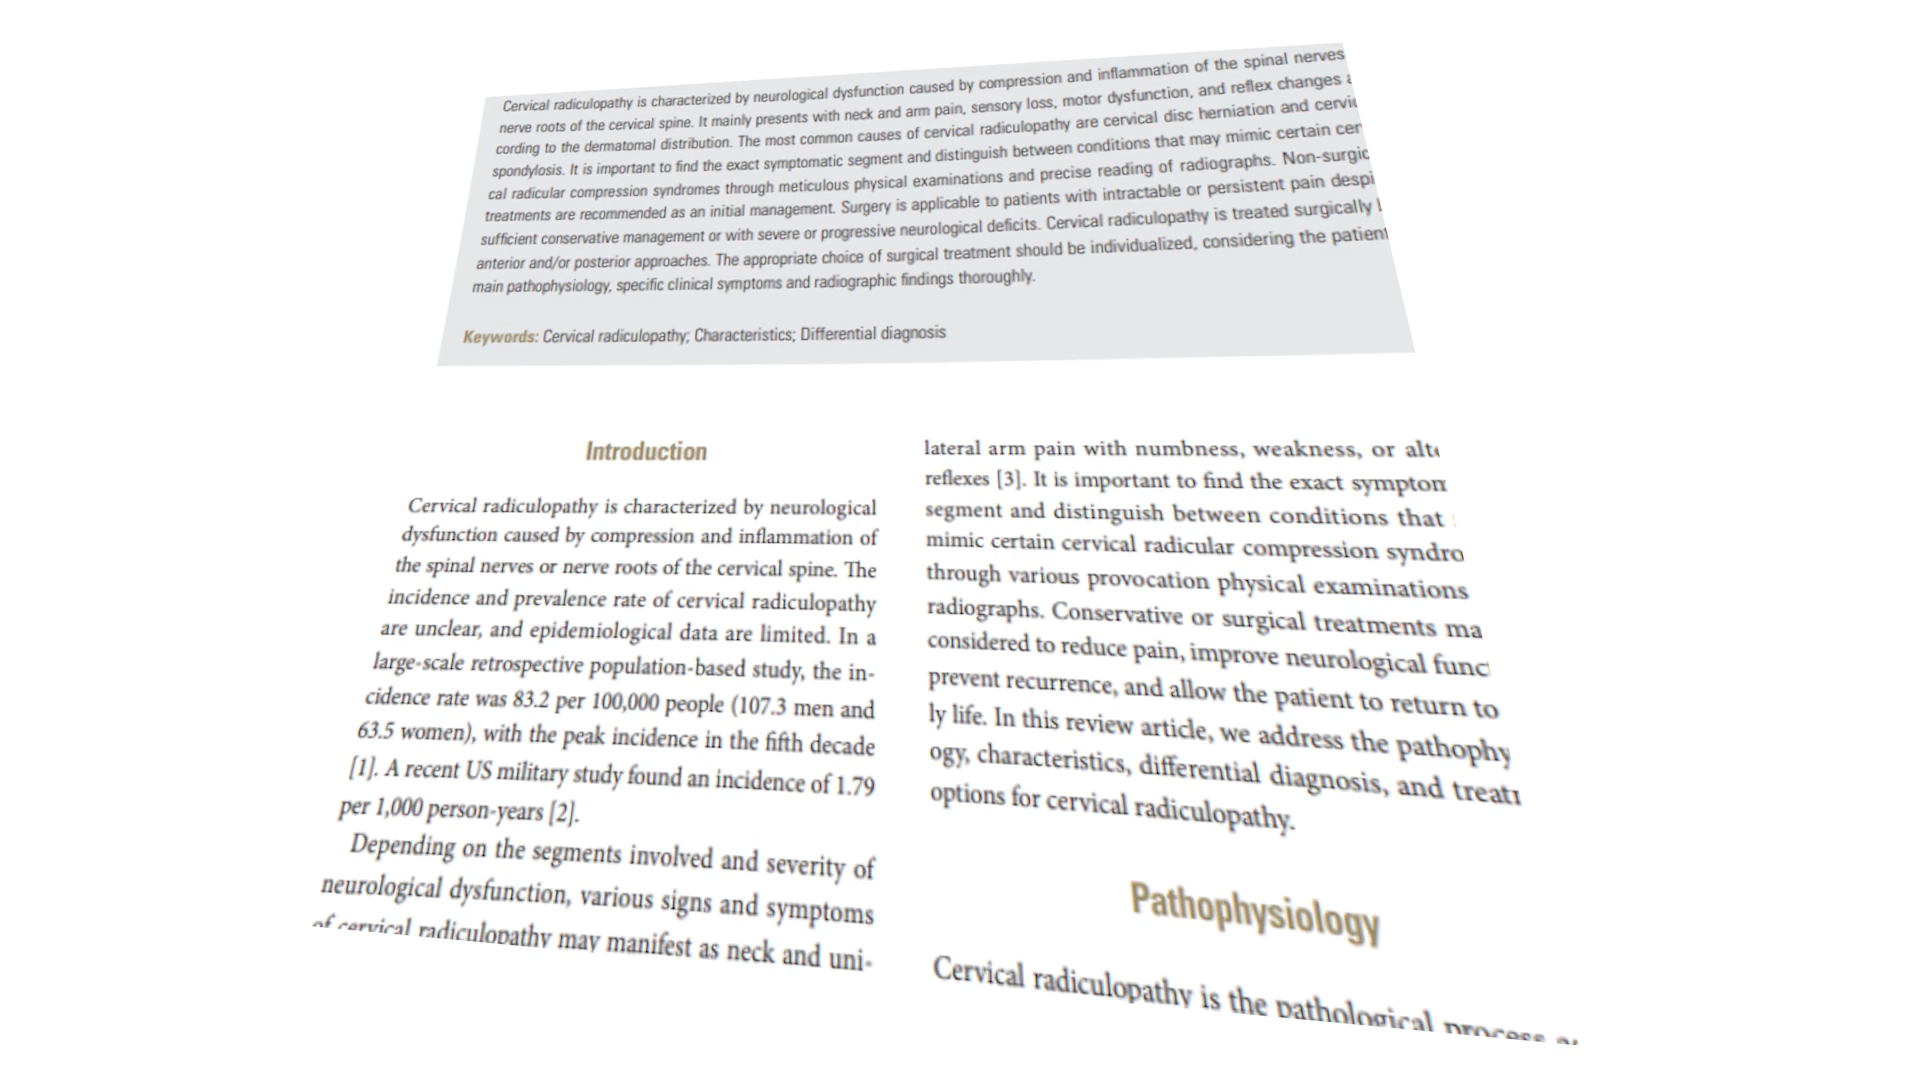 Cervical radiculopathy is characterized by neurological dysfunction caused by compression and inflammation of the spinal nerves
nerve roots of the cervical spine. It mainly presents with neck and arm pain, sensory loss, motor dysfunction, and reflex changes
cording to the dermatomal distribution. The most common causes of cervical radiculopathy are cervical disc herniation and
spondylosis. It is important to find the exact symptomatic segment and distinguish between conditions that may mimic certain
cal radicular compression syndromes through meticulous physical examinations and precise reading of radiographs.
treatments are recommended as an initial management. Surgery is applicable to patients with intractable or persistent pain
sufficient conservative management or with severe or progressive neurological deficits. Cervical radiculopathy is treated surgically
anterior and/or posterior approaches. The appropriate choice of surgical treatment should be individualized, considering the patient
main pathophysiology, specific clinical symptoms and radiographic findings thoroughly.
Keywords: Cervical radiculopathy; Characteristics; Differential diagnosis
Introduction
Cervical radiculopathy is characterized by neurological
dysfunction caused by compression and inflammation of
the spinal nerves or nerve roots of the cervical spine. The
incidence and prevalence rate of cervical radiculopathy
are unclear, and epidemiological data are limited. In a
large-scale retrospective population-based study, the in-
cidence rate was 83.2 per 100,000 people (107.3 men and
63.5 women), with the peak incidence in the fifth decade
[1]. A recent US military study found an incidence of 1.79
per 1,000 person-years [2].
Depending on the segments involved and severity of
neurological dysfunction, various signs and symptoms
of cervical radiculopathy may manifest as neck and uni-
lateral arm pain with numbness, weakness, or
reflexes [3]. It is important to find the exact
segment and distinguish between conditions that
mimic certain cervical radicular compression
through various provocation physical examinations
radiographs. Conservative or surgical treatments
considered to reduce pain, improve neurological
prevent recurrence, and allow the patient to return to
ly life. In this review article, we address the
ogy, characteristics, differential diagnosis, and
options for cervical radiculopathy.
Pathophysiology
Cervical radiculopathy is the pathological process